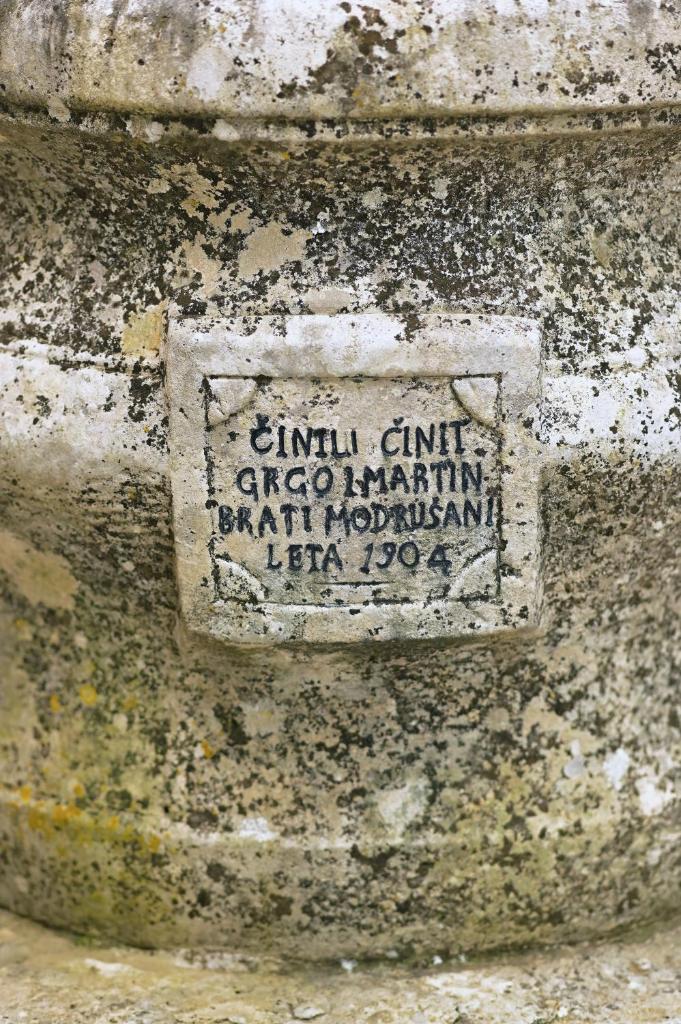 ČINILI ČINIT
GRGO I MARTIN
BRATI MODRUŠANI
LETA 1904